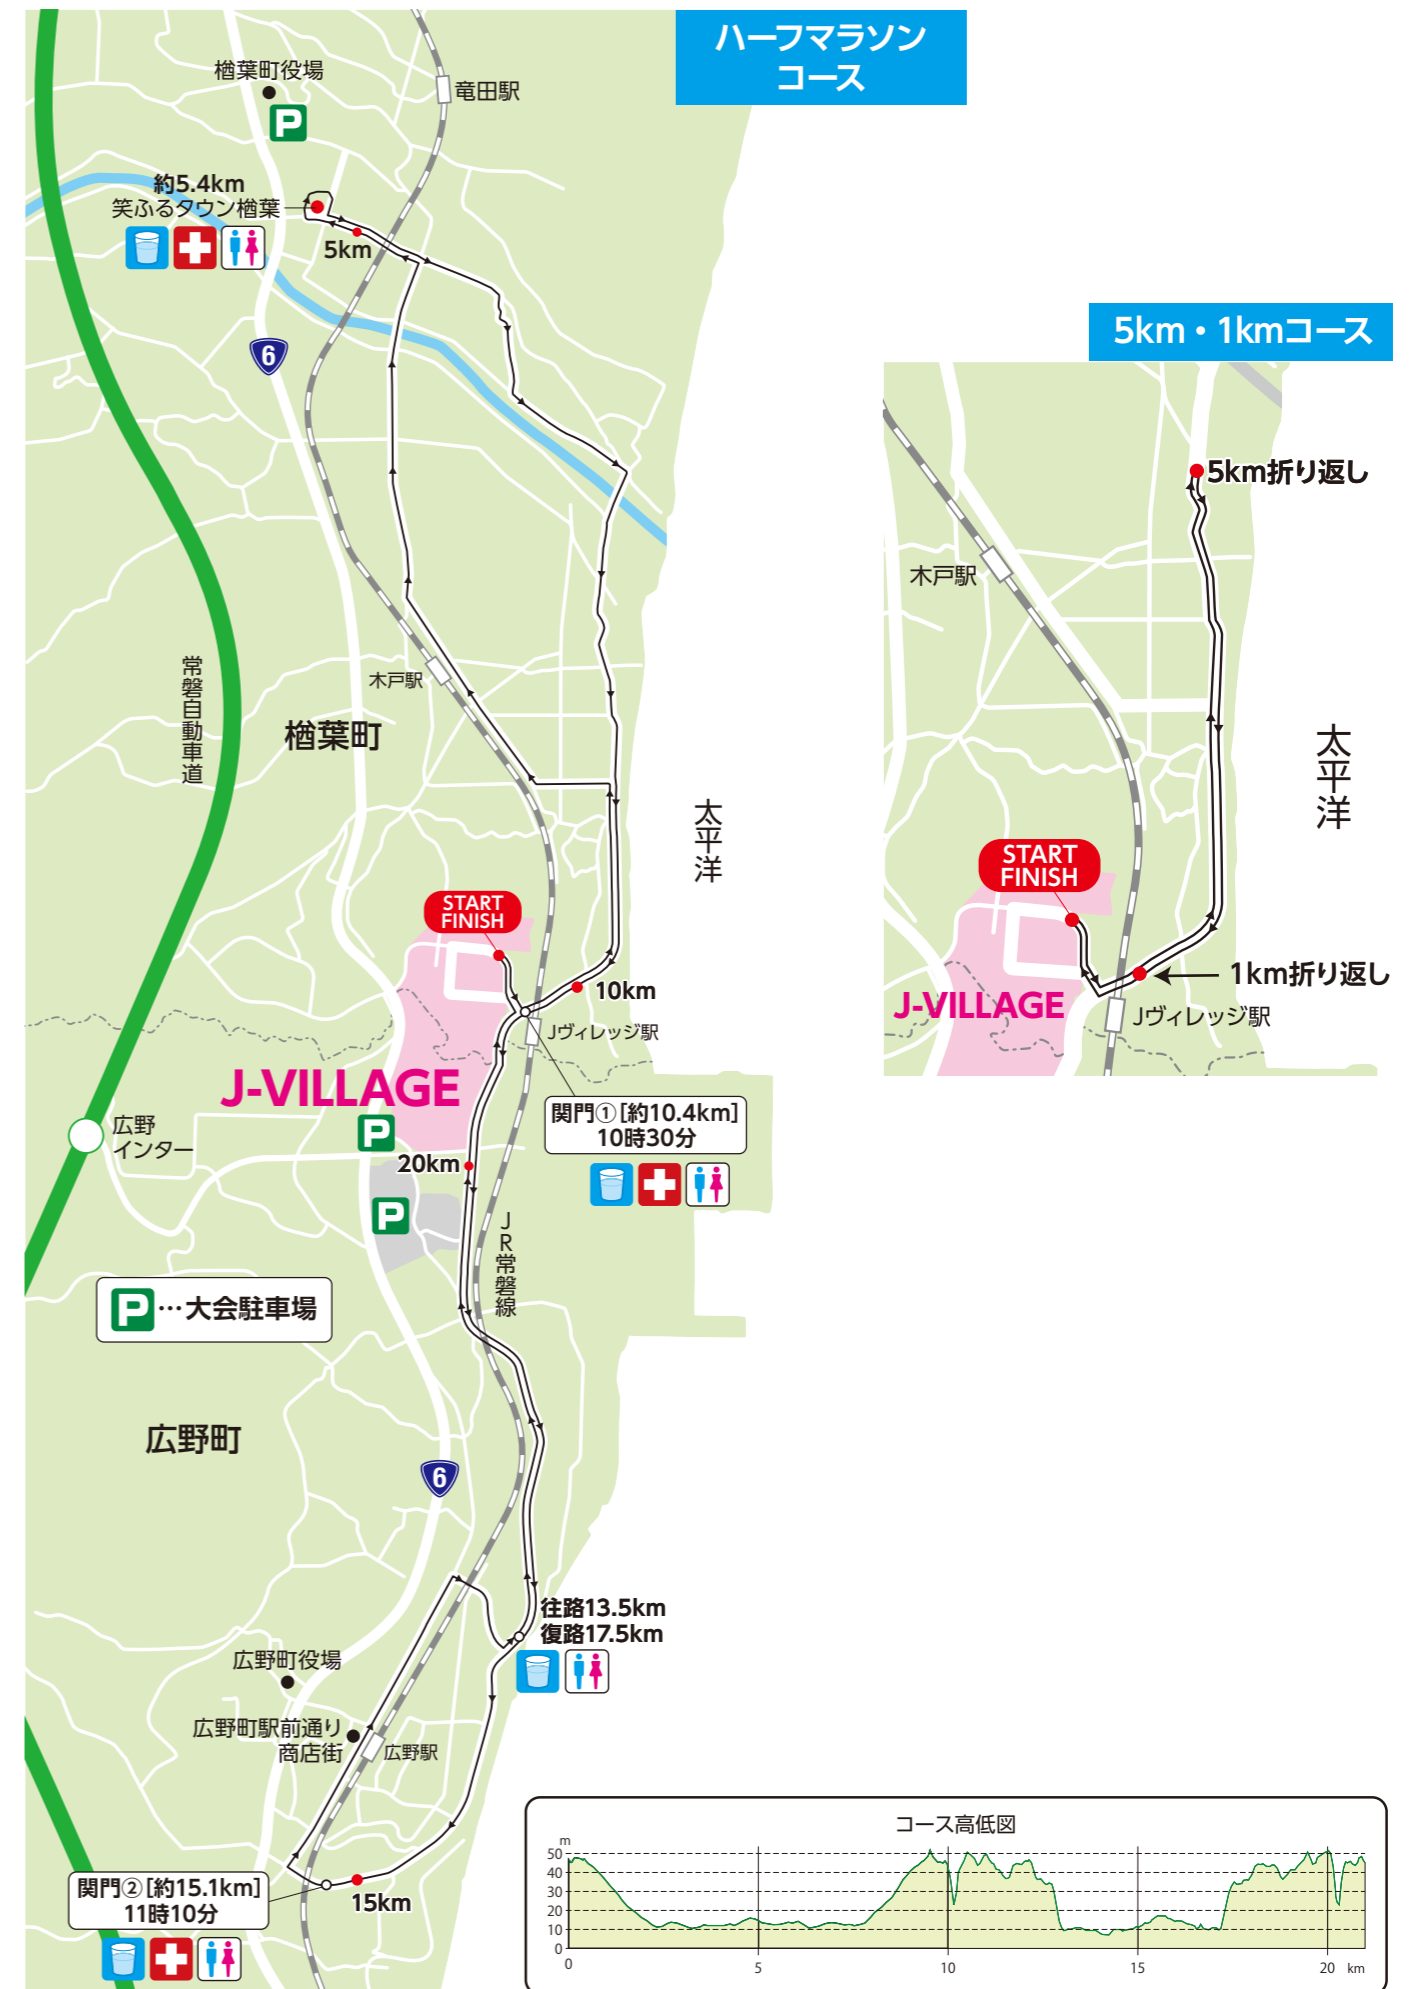 ハーフマラソン
コース
楢葉町役場
P
竜田駅
約5.4km
笑ふるタウン楢葉
5km
6
常磐自動車道
木戸駅
楢葉町
太平洋
START
FINISH
10km
Jヴィレッジ駅
J-VILLAGE
関門①[約10.4km]
10時30分
P
広野
インター
20km
P
JR常磐線
P…大会駐車場
広野町
6
往路13.5km
復路17.5km
広野町役場
広野町駅前通り
商店街
広野駅
関門②[約15.1km]
11時10分
15km
5km・1kmコース
5km折り返し
木戸駅
太平洋
START
FINISH
1km折り返し
J-VILLAGE
Jヴィレッジ駅
コース高低図
m
50
40
30
20
10
0
0 5 10 15 20 km